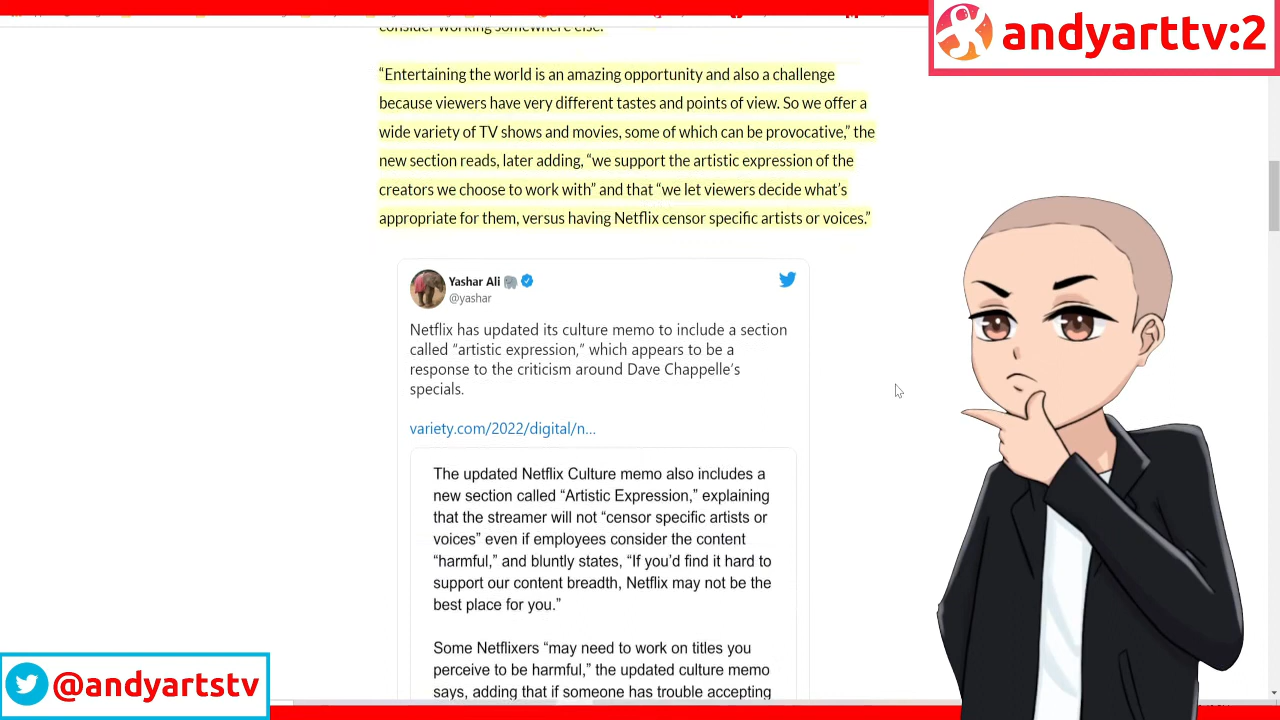 andyarttv:2
consider working somewhere else.
“Entertaining the world is an amazing opportunity and also a challenge
because viewers have very different tastes and points of view. So we offer a
wide variety of TV shows and movies, some of which can be provocative,” the
new section reads, later adding, “we support the artistic expression of the
creators we choose to work with” and that “we let viewers decide what’s
appropriate for them, versus having Netflix censor specific artists or voices.”
Yashar Ali
@yashar
Netflix has updated its culture memo to include a section
called “artistic expression,” which appears to be a
response to the criticism around Dave Chappelle’s
specials.
variety.com/2022/digital/n...
The updated Netflix Culture memo also includes a
new section called “Artistic Expression,” explaining
that the streamer will not “censor specific artists or
voices” even if employees consider the content
“harmful,” and bluntly states, “If you’d find it hard to
support our content breadth, Netflix may not be the
best place for you.”
Some Netflixers “may need to work on titles you
perceive to be harmful,” the updated culture memo
says, adding that if someone has trouble accepting
@andyartstv